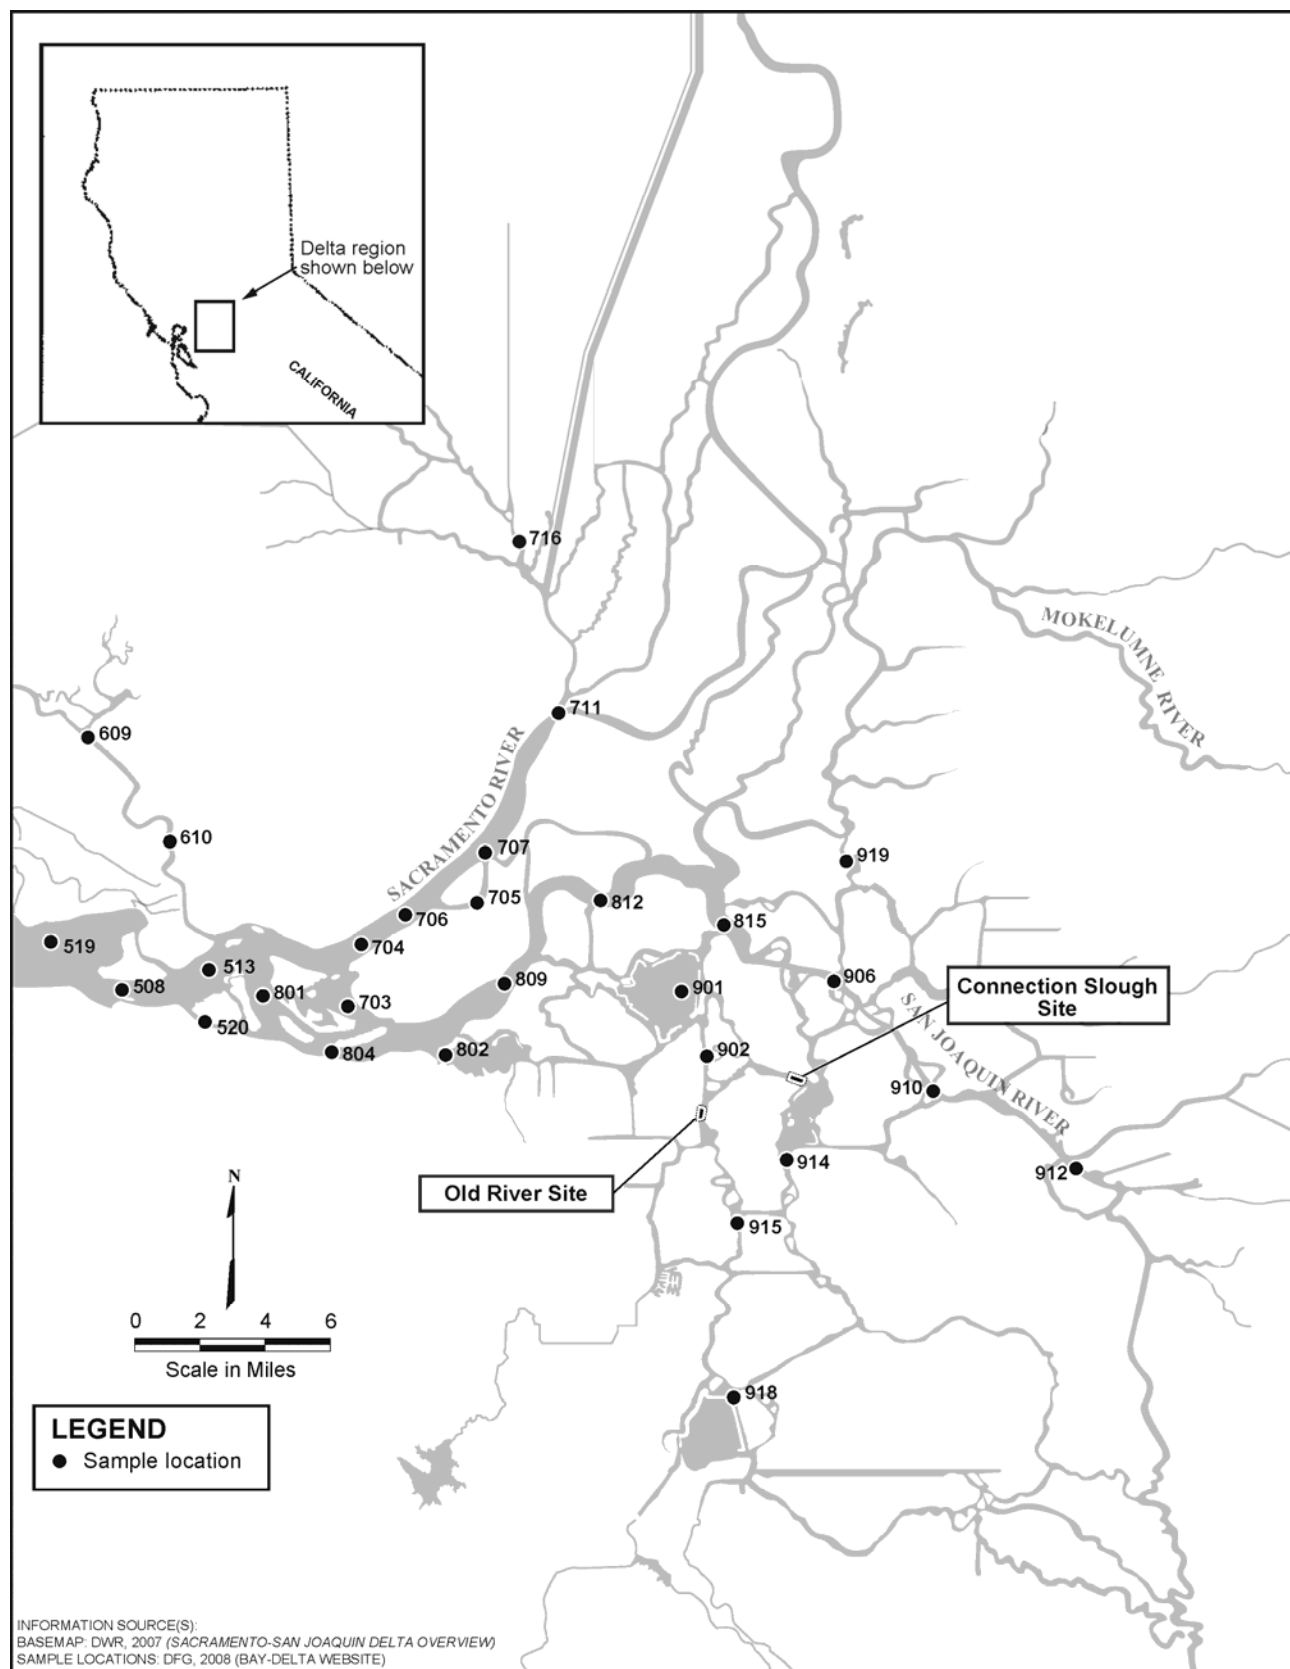 Delta region
shown below
CALIFORNIA
716
MOKELUMNE RIVER
711
609
SACRAMENTO RIVER
610
707
919
705
812
706
815
519
704
513
906
Connection Slough
Site
508
801
809
901
703
SAN JOAQUIN RIVER
520
804
802
902
910
914
912
N
Old River Site
915
0 2 4 6
Scale in Miles
918
LEGEND
Sample location
INFORMATION SOURCE(S):
BASEMAP: DWR, 2007 (SACRAMENTO-SAN JOAQUIN DELTA OVERVIEW)
SAMPLE LOCATIONS: DFG, 2008 (BAY-DELTA WEBSITE)